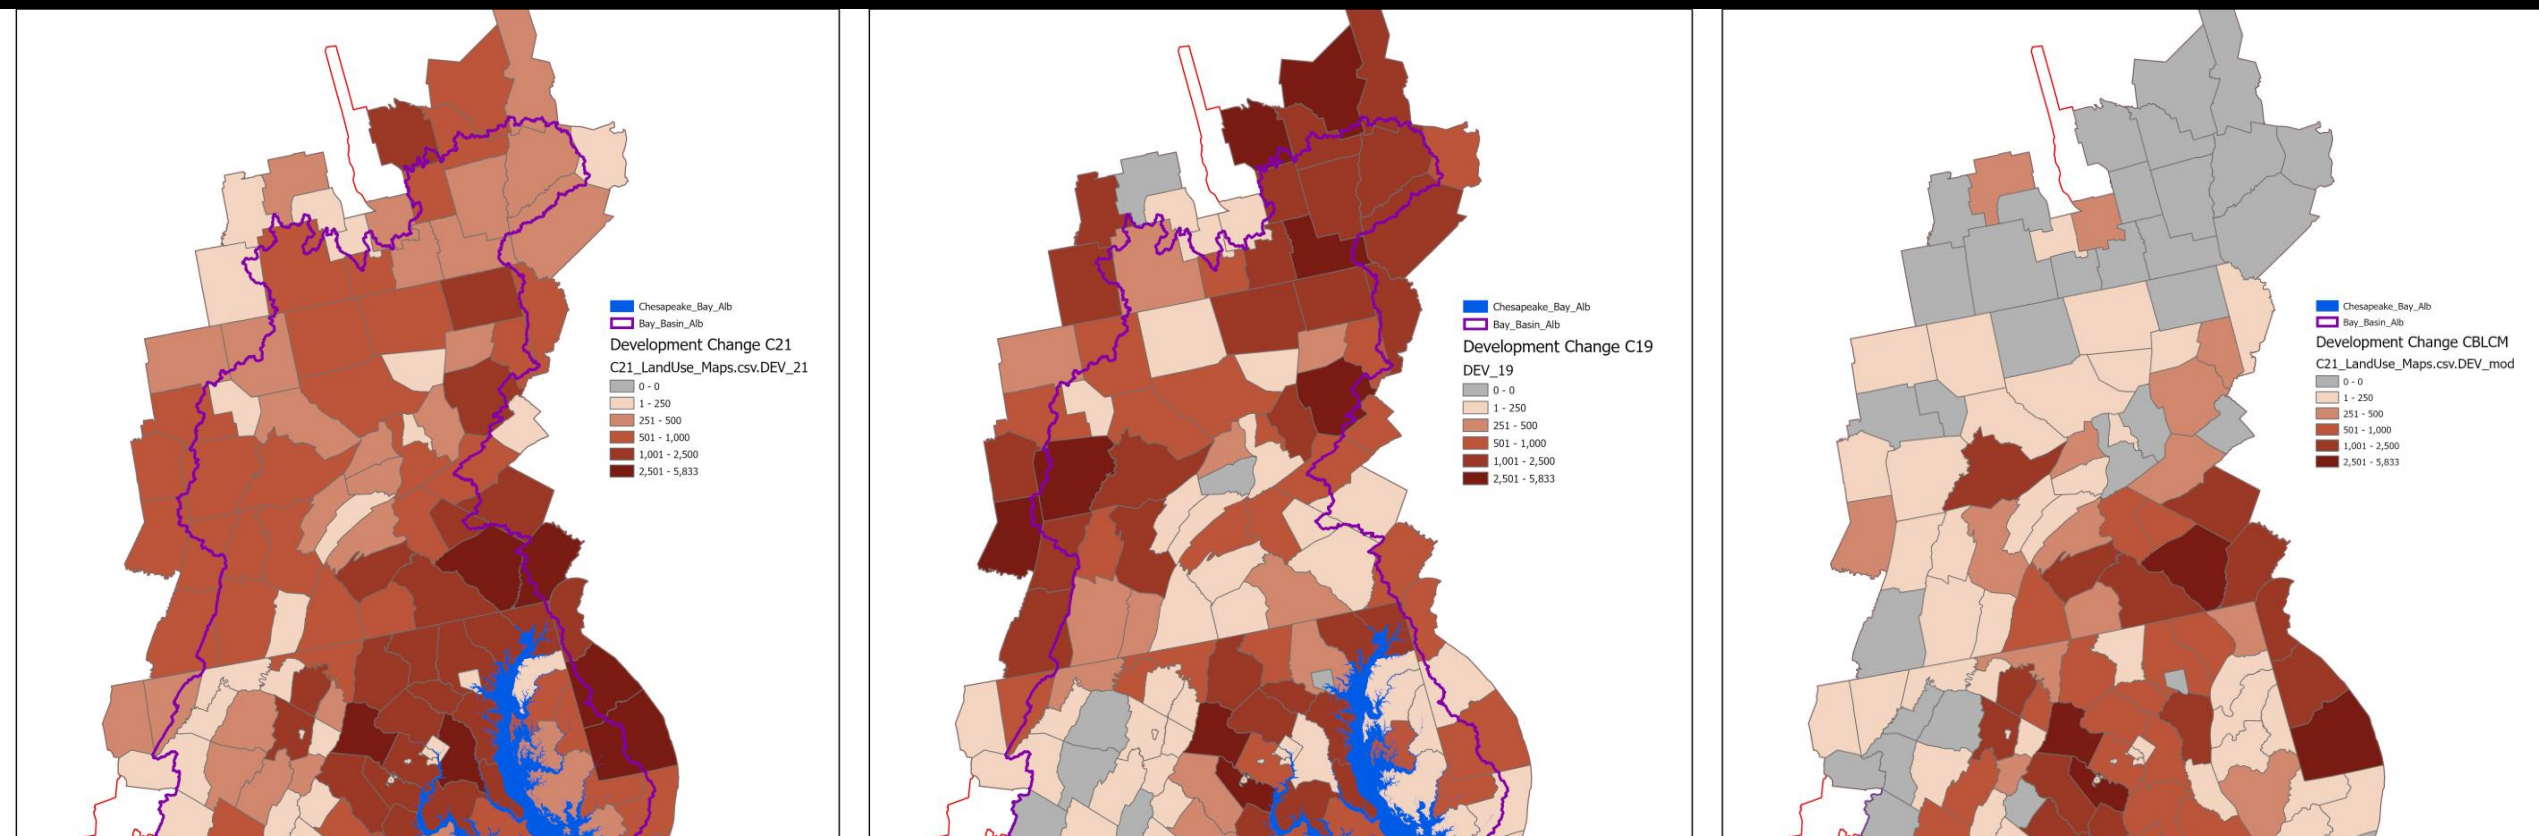 Chesapeake_Bay_Alb
Bay_Basin_Alb
Development Change C21
C21_LandUse_Maps.csv.DEV_21
0 - 0
1 - 250
251 - 500
501 - 1,000
1,001 - 2,500
2,501 - 5,833
Chesapeake_Bay_Alb
Bay_Basin_Alb
Development Change C19
DEV_19
0 - 0
1 - 250
251 - 500
501 - 1,000
1,001 - 2,500
2,501 - 5,833
Chesapeake_Bay_Alb
Bay_Basin_Alb
Development Change CBLCM
C21_LandUse_Maps.csv.DEV_mod
0 - 0
1 - 250
251 - 500
501 - 1,000
1,001 - 2,500
2,501 - 5,833